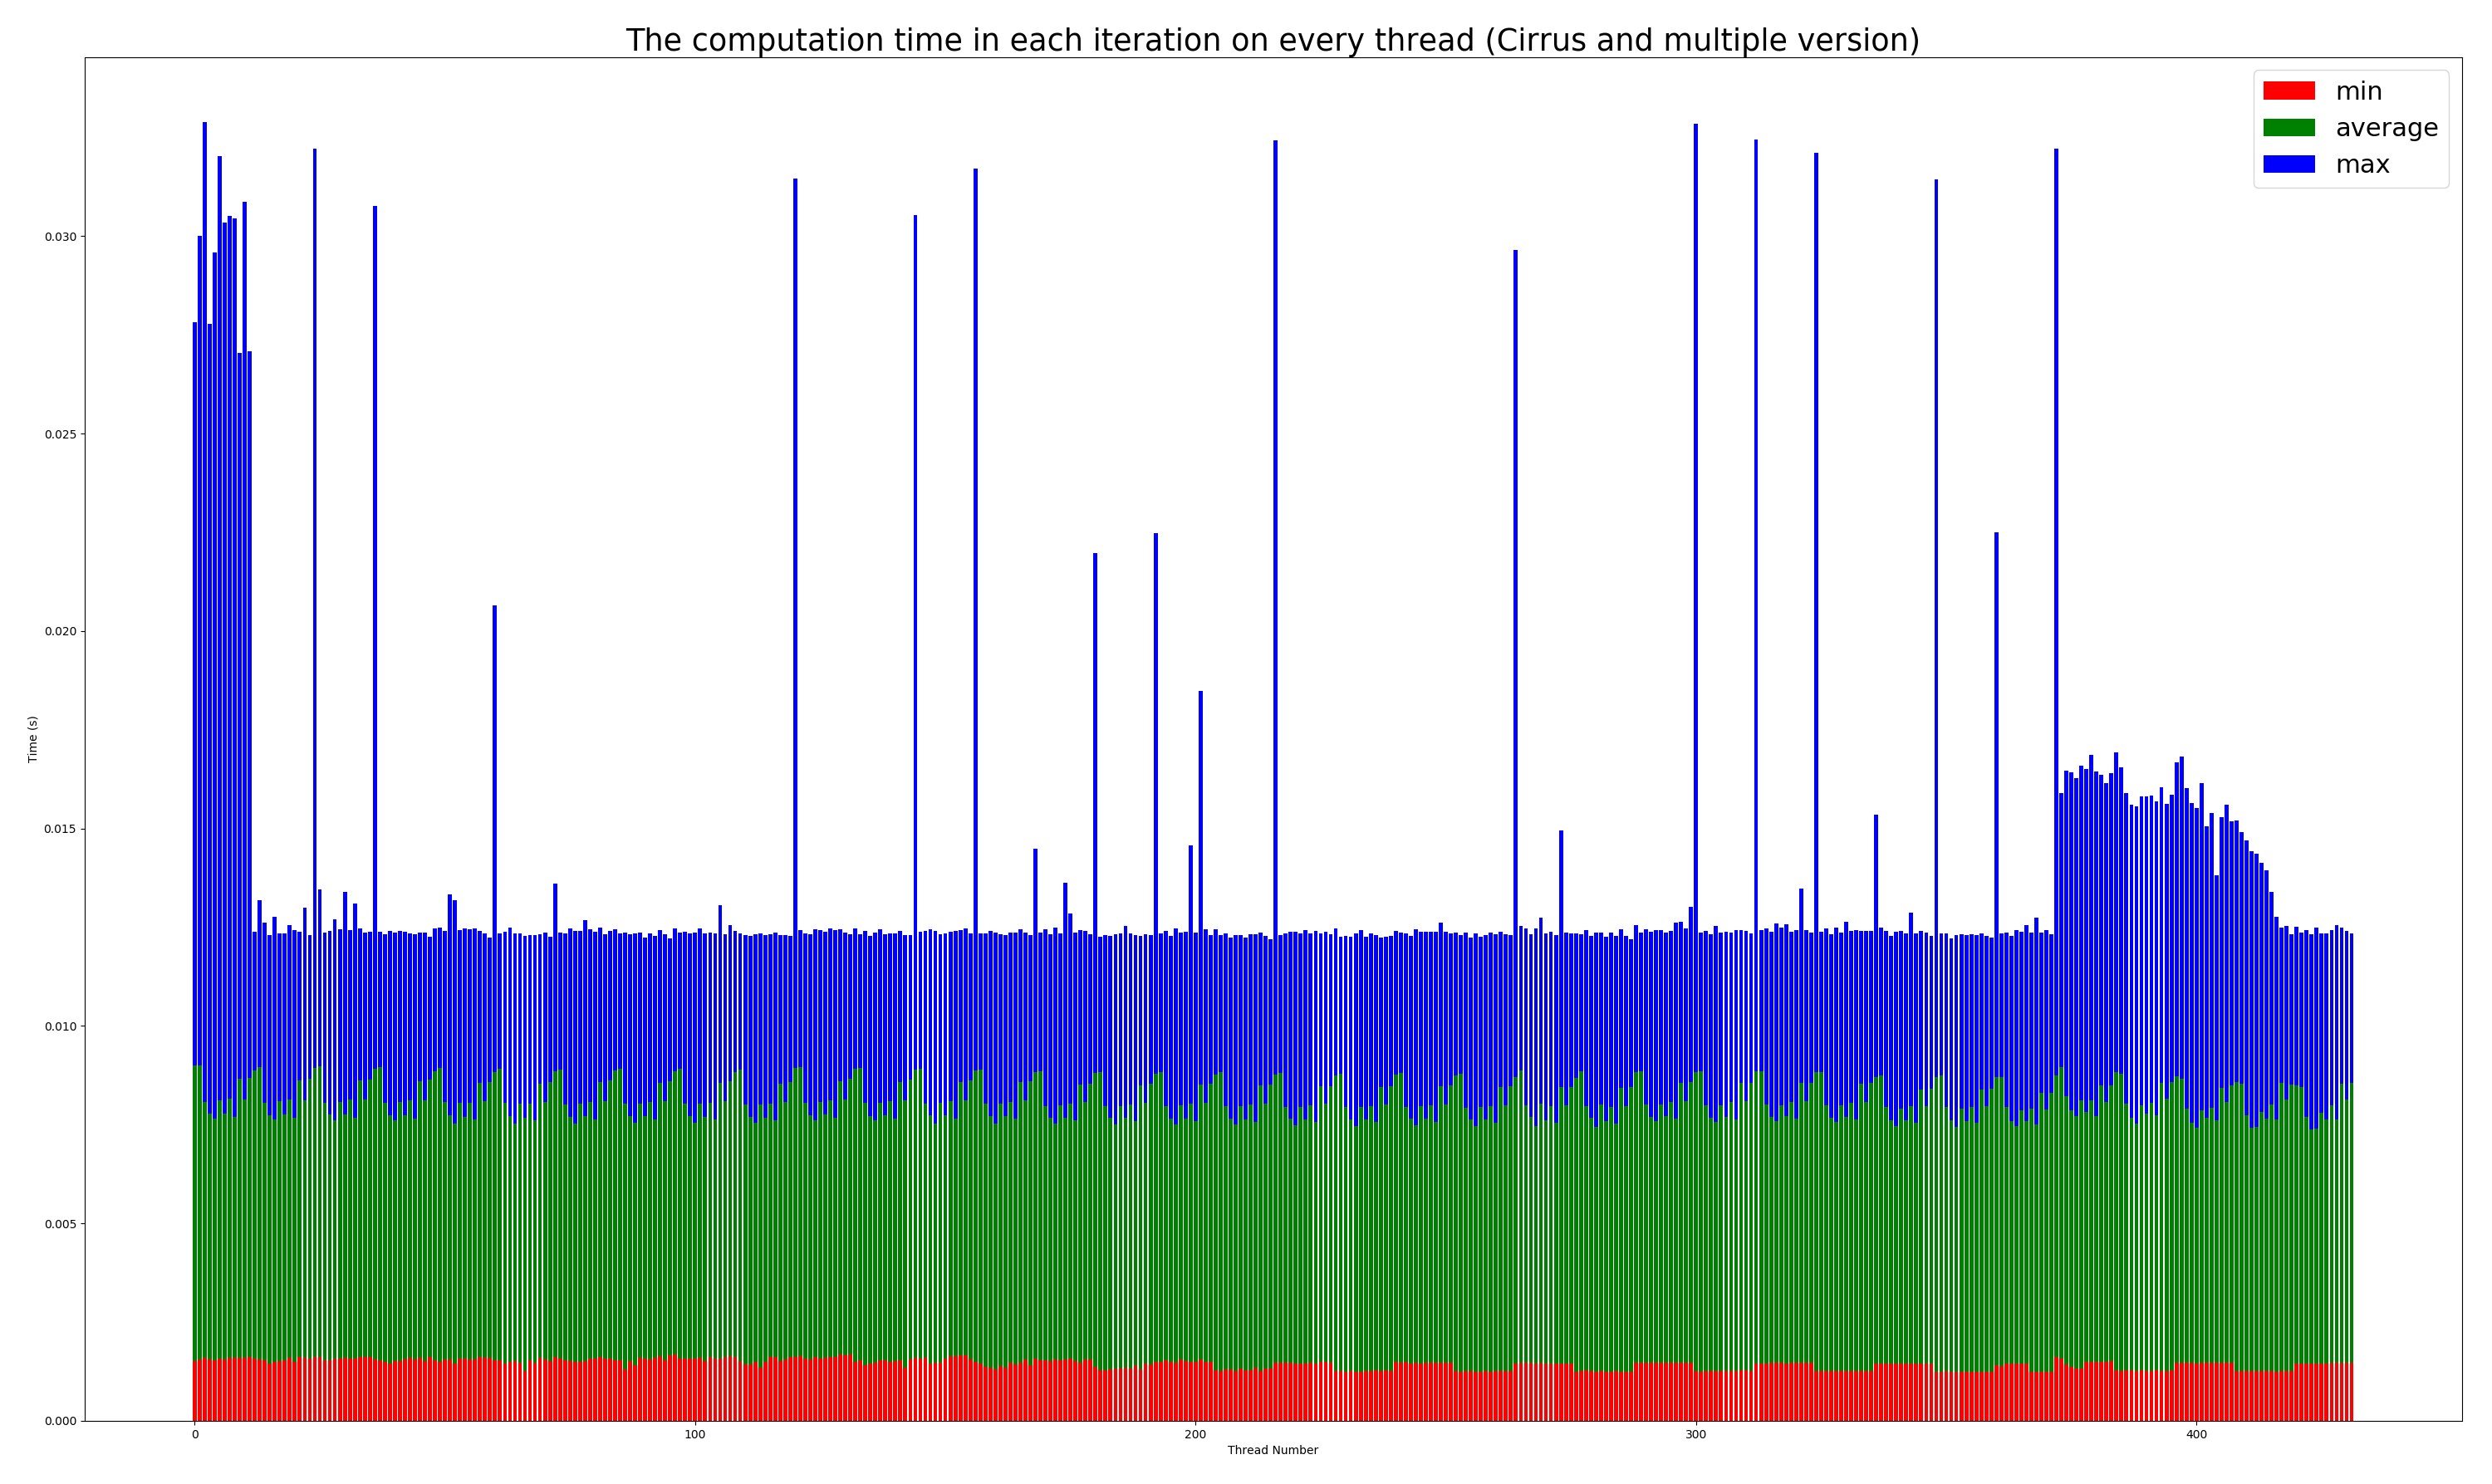 The computation time in each iteration on every thread (Cirrus and multiple version)
min
average
max
0.030
0.025
0.020
0.015
0.010
0.005
0.000
Time (s)
0 100 200 300 400
Thread Number